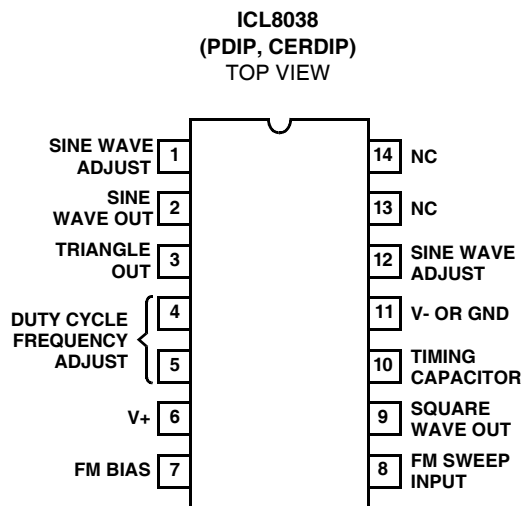 ICL8038
(PDIP, CERDIP)
TOP VIEW
SINE WAVE
ADJUST
1
SINE
WAVE OUT
2
TRIANGLE
OUT
3
DUTY CYCLE
FREQUENCY
ADJUST
4
5
V+
6
FM BIAS
7
14
NC
13
NC
12
SINE WAVE
ADJUST
11
V- OR GND
10
TIMING
CAPACITOR
9
SQUARE
WAVE OUT
8
FM SWEEP
INPUT